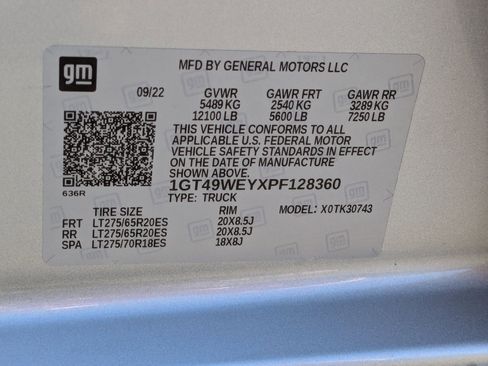 gm
MFD BY GENERAL MOTORS LLC
09/22 GVWR GAWR FRT GAWR RR
5489 KG 2540 KG 3289 KG
12100 LB 5600 LB 7250 LB
THIS VEHICLE CONFORMS TO ALL
APPLICABLE U.S. FEDERAL MOTOR
VEHICLE SAFETY STANDARDS IN EFFECT
ON THE DATE OF MANUFACTURE
SHOWN ABOVE.
636R
1GT49WEYXPF128360
TYPE: TRUCK
TIRE SIZE RIM MODEL: X0TK30743
FRT LT275/65R20ES 20X8.5J
RR LT275/65R20ES 20X8.5J
SPA LT275/70R18ES 18X8J